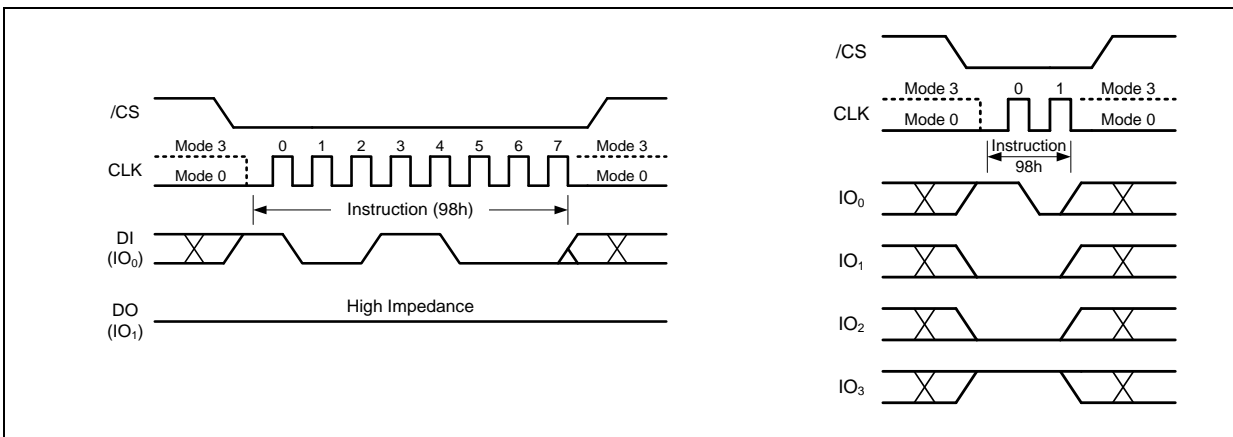 /CS
Mode 3 0 1 2 3 4 5 6 7 Mode 3
CLK
Mode 0 Mode 0
Instruction (98h)
DI
(IO₀)
High Impedance
DO
(IO₁)
/CS
Mode 3 0 1 Mode 3
CLK
Mode 0 Mode 0
Instruction
98h
IO₀
IO₁
IO₂
IO₃